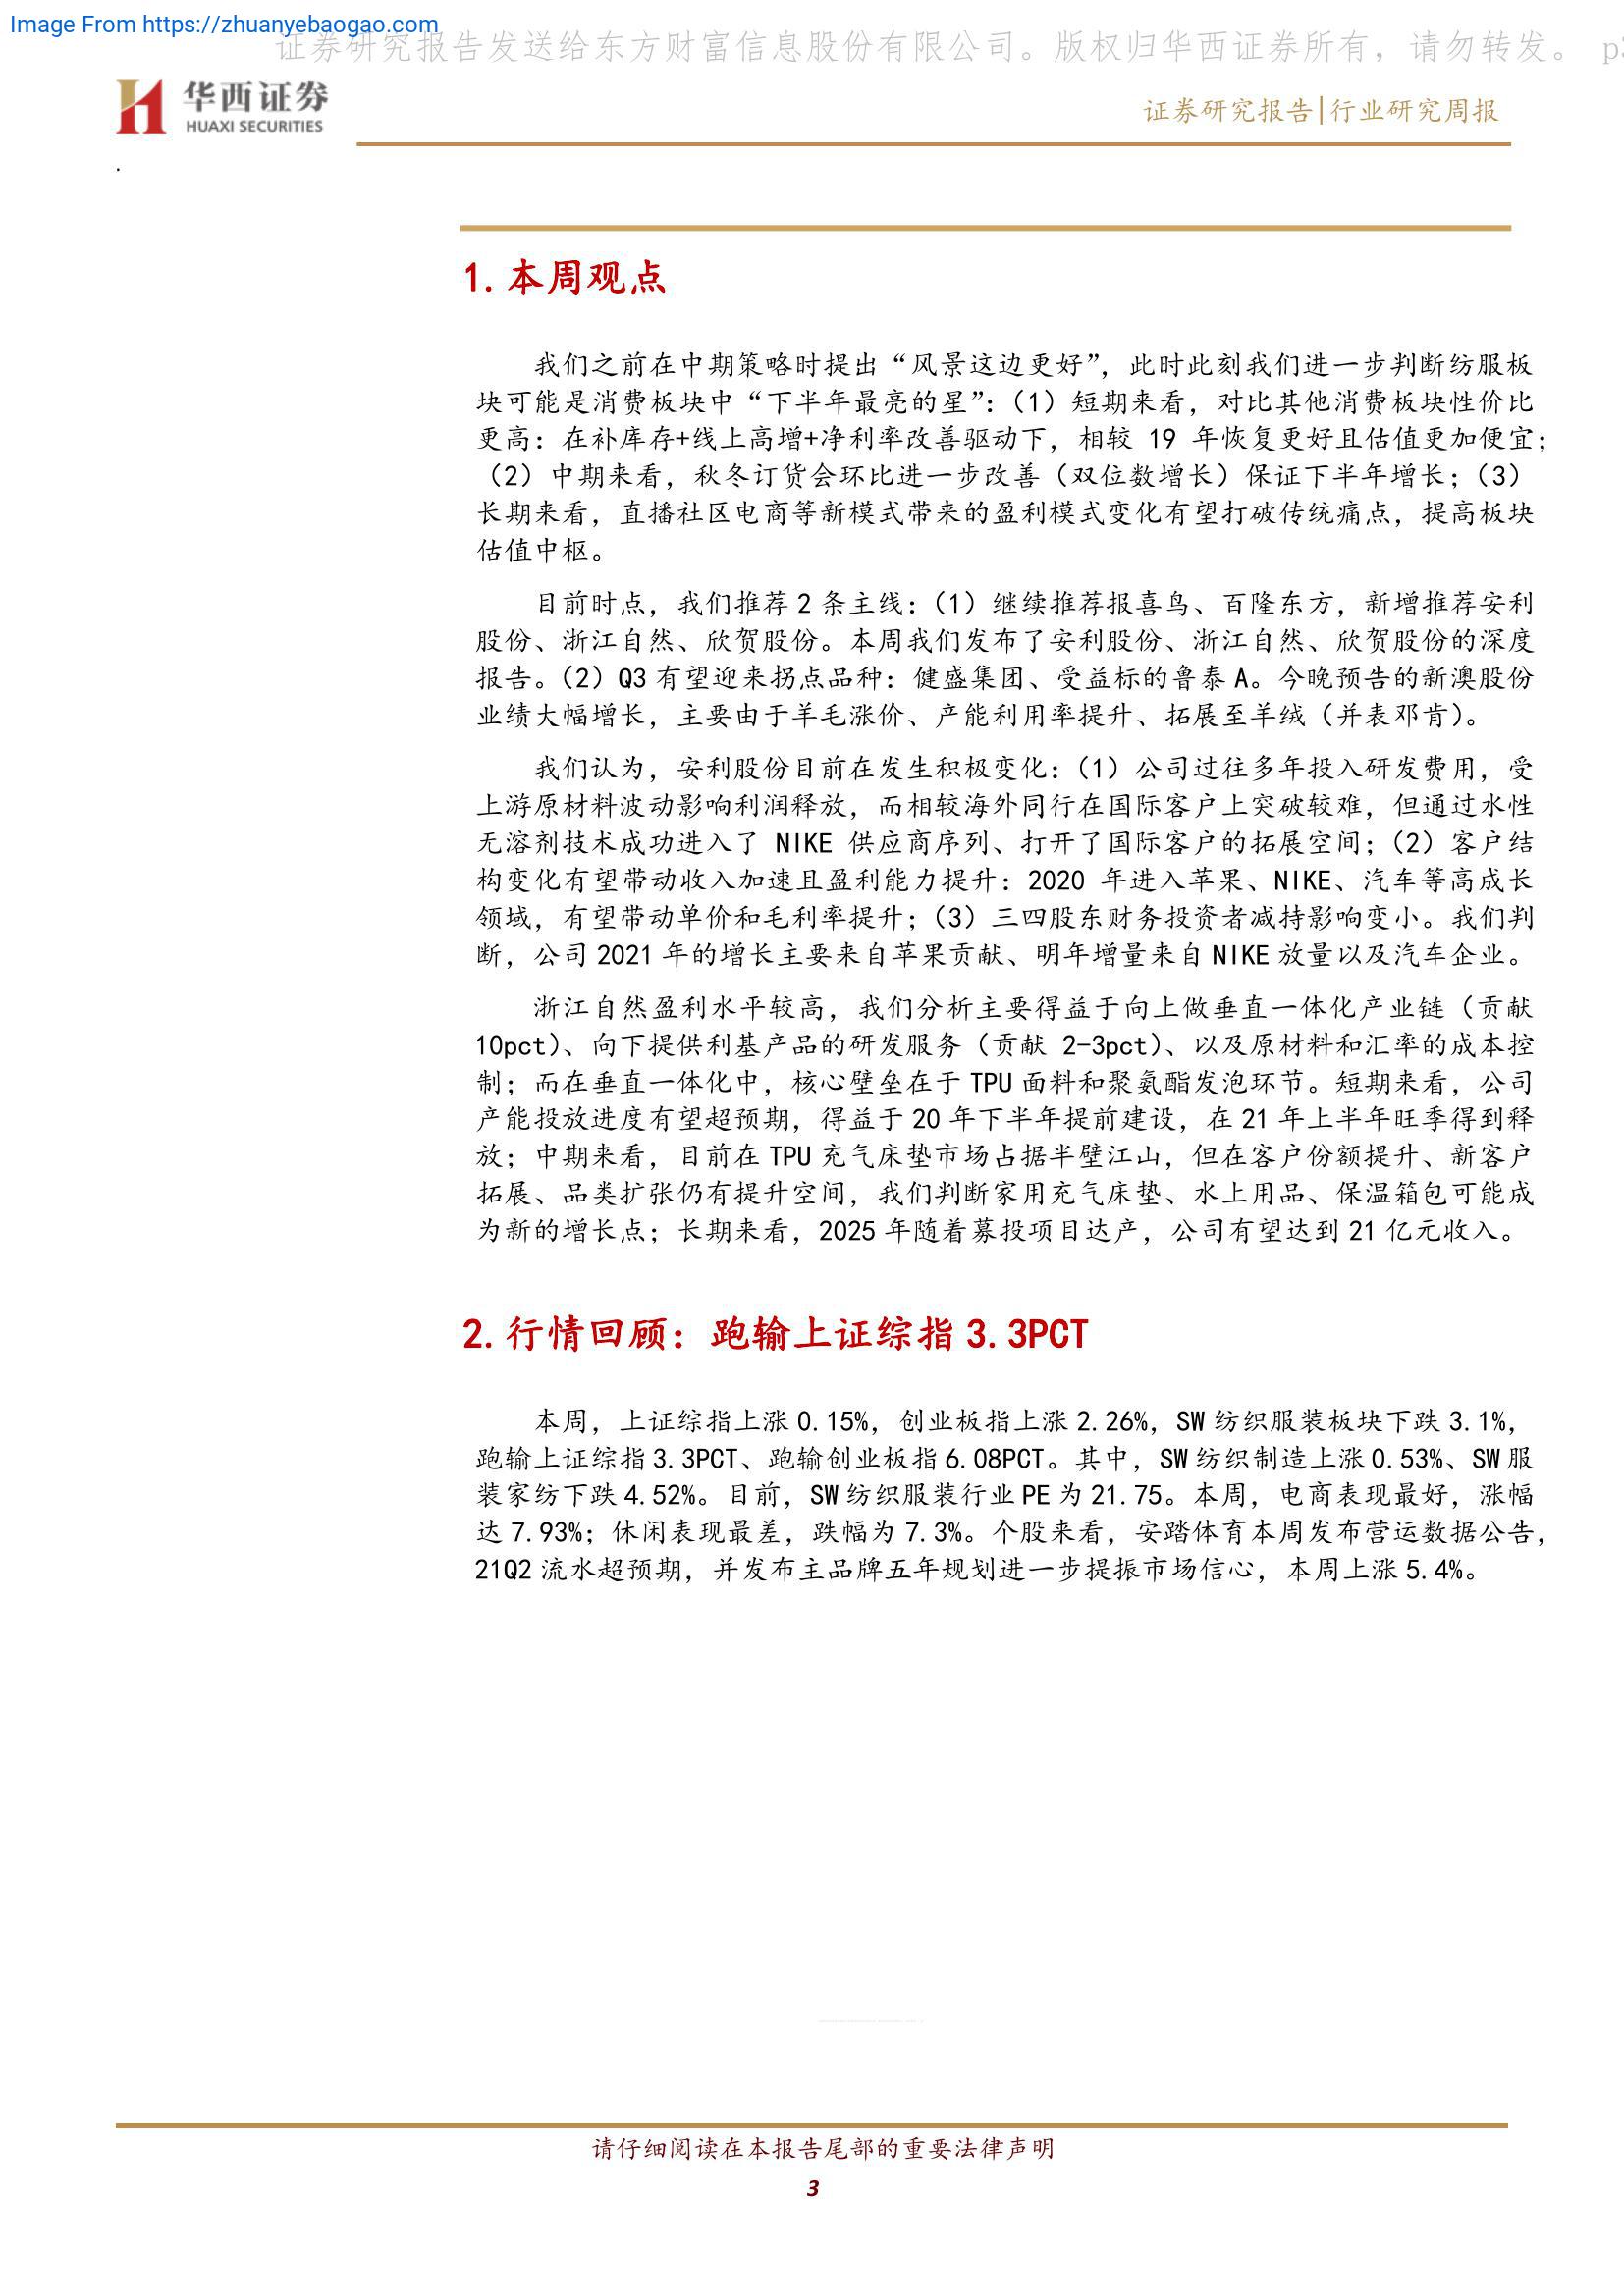 Image From https://zhuanyebaogao.com
证券研究报告发送给东方财富信息股份有限公司。版权归华西证券所有，请勿转发。 p3
华西证券
HUAXI SECURITIES
证券研究报告|行业研究周报
.
1.本周观点
我们之前在中期策略时提出“风景这边更好”，此时此刻我们进一步判断纺服板
块可能是消费板块中“下半年最亮的星”：（1）短期来看，对比其他消费板块性价比
更高：在补库存+线上高增+净利率改善驱动下，相较 19 年恢复更好且估值更加便宜；
（2）中期来看，秋冬订货会环比进一步改善（双位数增长）保证下半年增长；（3）
长期来看，直播社区电商等新模式带来的盈利模式变化有望打破传统痛点，提高板块
估值中枢。
目前时点，我们推荐 2 条主线：（1）继续推荐报喜鸟、百隆东方，新增推荐安利
股份、浙江自然、欣贺股份。本周我们发布了安利股份、浙江自然、欣贺股份的深度
报告。（2）Q3 有望迎来拐点品种：健盛集团、受益标的鲁泰 A。今晚预告的新澳股份
业绩大幅增长，主要由于羊毛涨价、产能利用率提升、拓展至羊绒（并表邓肯）。
我们认为，安利股份目前在发生积极变化：（1）公司过往多年投入研发费用，受
上游原材料波动影响利润释放，而相较海外同行在国际客户上突破较难，但通过水性
无溶剂技术成功进入了 NIKE 供应商序列、打开了国际客户的拓展空间；（2）客户结
构变化有望带动收入加速且盈利能力提升：2020 年进入苹果、NIKE、汽车等高成长
领域，有望带动单价和毛利率提升；（3）三四股东财务投资者减持影响变小。我们判
断，公司 2021 年的增长主要来自苹果贡献、明年增量来自 NIKE 放量以及汽车企业。
浙江自然盈利水平较高，我们分析主要得益于向上做垂直一体化产业链（贡献
10pct）、向下提供利基产品的研发服务（贡献 2-3pct）、以及原材料和汇率的成本控
制；而在垂直一体化中，核心壁垒在于 TPU 面料和聚氨酯发泡环节。短期来看，公司
产能投放进度有望超预期，得益于 20 年下半年提前建设，在 21 年上半年旺季得到释
放；中期来看，目前在 TPU 充气床垫市场占据半壁江山，但在客户份额提升、新客户
拓展、品类扩张仍有提升空间，我们判断家用充气床垫、水上用品、保温箱包可能成
为新的增长点；长期来看，2025 年随着募投项目达产，公司有望达到 21 亿元收入。
2.行情回顾：跑输上证综指 3.3PCT
本周，上证综指上涨 0.15%，创业板指上涨 2.26%，SW 纺织服装板块下跌 3.1%，
跑输上证综指 3.3PCT、跑输创业板指 6.08PCT。其中，SW 纺织制造上涨 0.53%、SW 服
装家纺下跌 4.52%。目前，SW 纺织服装行业 PE 为 21.75。本周，电商表现最好，涨幅
达 7.93%；休闲表现最差，跌幅为 7.3%。个股来看，安踏体育本周发布营运数据公告，
21Q2 流水超预期，并发布主品牌五年规划进一步提振市场信心，本周上涨 5.4%。
请仔细阅读在本报告尾部的重要法律声明
3